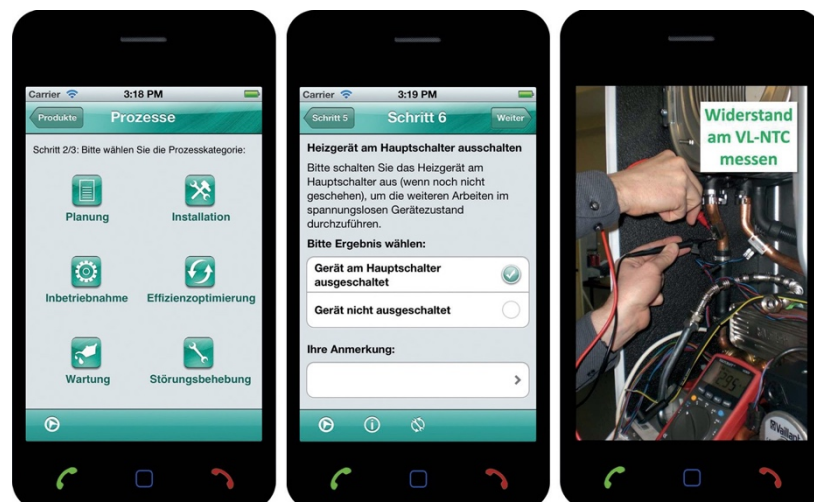 Carrier 3:18 PM
Produkte Prozesse
Schritt 2/3: Bitte wählen Sie die Prozesskategorie:
Planung Installation
Inbetriebnahme Effizienzoptimierung
Wartung Störungsbehebung
Carrier 3:19 PM
Schritt 5 Schritt 6 Weiter
Heizgerät am Hauptschalter ausschalten
Bitte schalten Sie das Heizgerät am
Hauptschalter aus (wenn noch nicht
geschehen), um die weiteren Arbeiten im
spannungslosen Gerätezustand
durchzuführen.
Bitte Ergebnis wählen:
Gerät am Hauptschalter
ausgeschaltet
Gerät nicht ausgeschaltet
Ihre Anmerkung:
Widerstand
am VL-NTC
messen
295
Vaillant